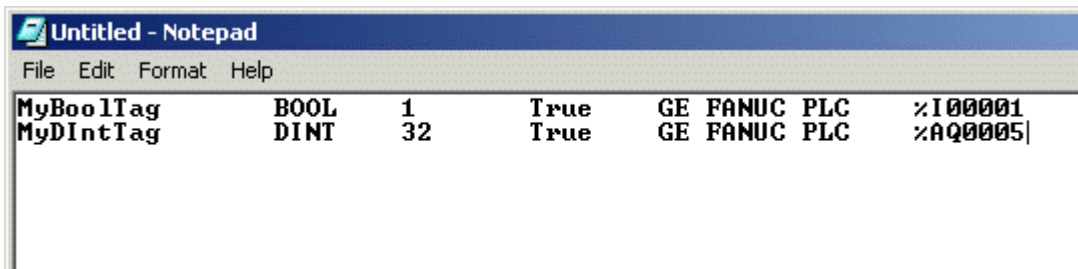 Untitled - Notepad
File Edit Format Help
MyBoolTag BOOL 1 True GE FANUC PLC %I00001
MyDIntTag DINT 32 True GE FANUC PLC %AQ0005